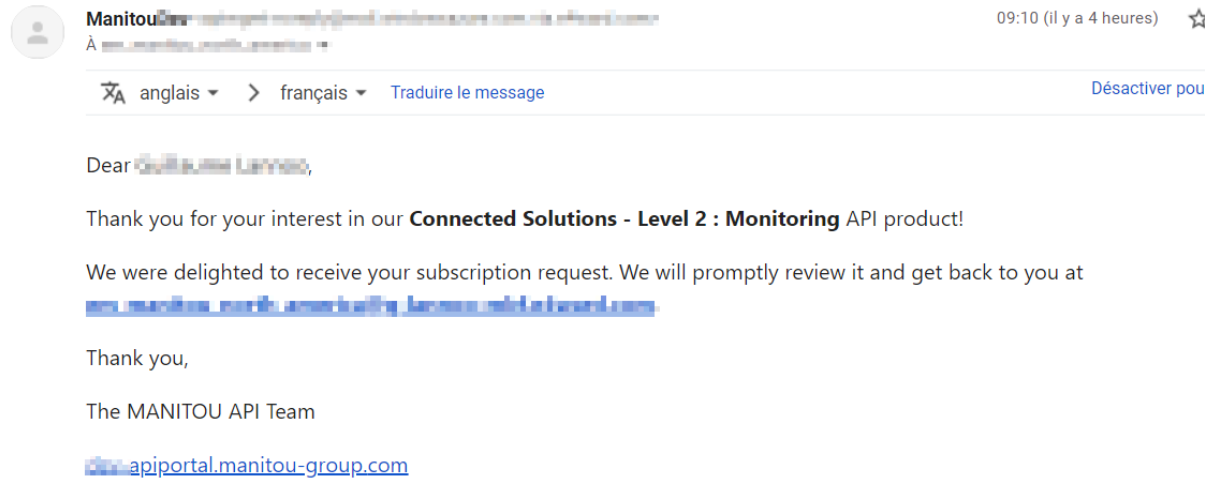 Manitou
09:10 (il y a 4 heures)
À
anglais > français Traduire le message
Désactiver pou
Dear
Thank you for your interest in our Connected Solutions - Level 2 : Monitoring API product!
We were delighted to receive your subscription request. We will promptly review it and get back to you at
Thank you,
The MANITOU API Team
apiportal.manitou-group.com